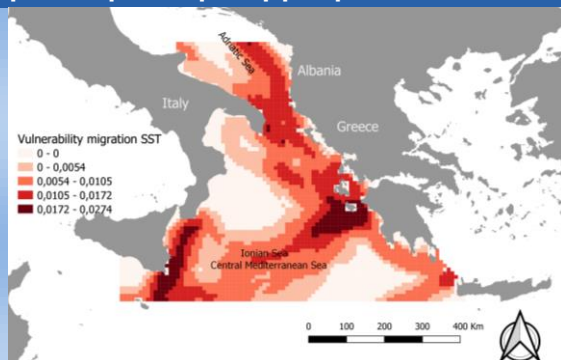 Adriatic Sea
Albania
Italy
Greece
Vulnerability migration SST
0 - 0
0 - 0,0054
0,0054 - 0,0105
0,0105 - 0,0172
0,0172 - 0,0274
Ionian Sea
Central Mediterranean Sea
0 100 200 300 400 Km